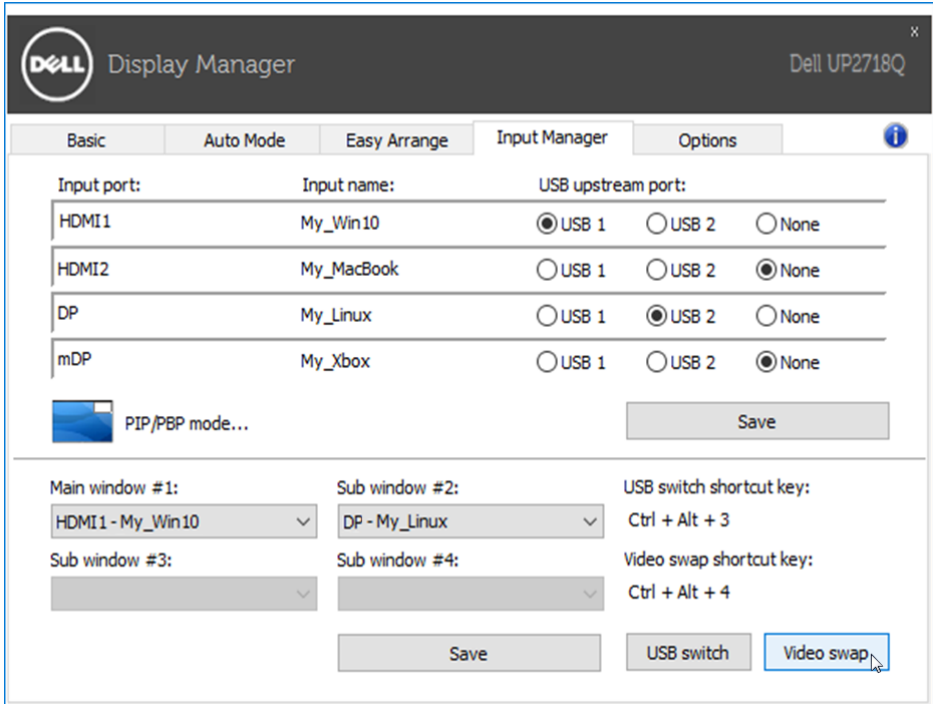 x
DELL Display Manager Dell UP2718Q
Basic Auto Mode Easy Arrange Input Manager Options i
Input port: Input name: USB upstream port:
HDMI1 My_Win10 USB 1 USB 2 None
HDMI2 My_MacBook USB 1 USB 2 None
DP My_Linux USB 1 USB 2 None
mDP My_Xbox USB 1 USB 2 None
PIP/PBP mode... Save
Main window #1: Sub window #2: USB switch shortcut key:
HDMI1 - My_Win10 DP - My_Linux Ctrl + Alt + 3
Sub window #3: Sub window #4: Video swap shortcut key:
Ctrl + Alt + 4
Save USB switch Video swap